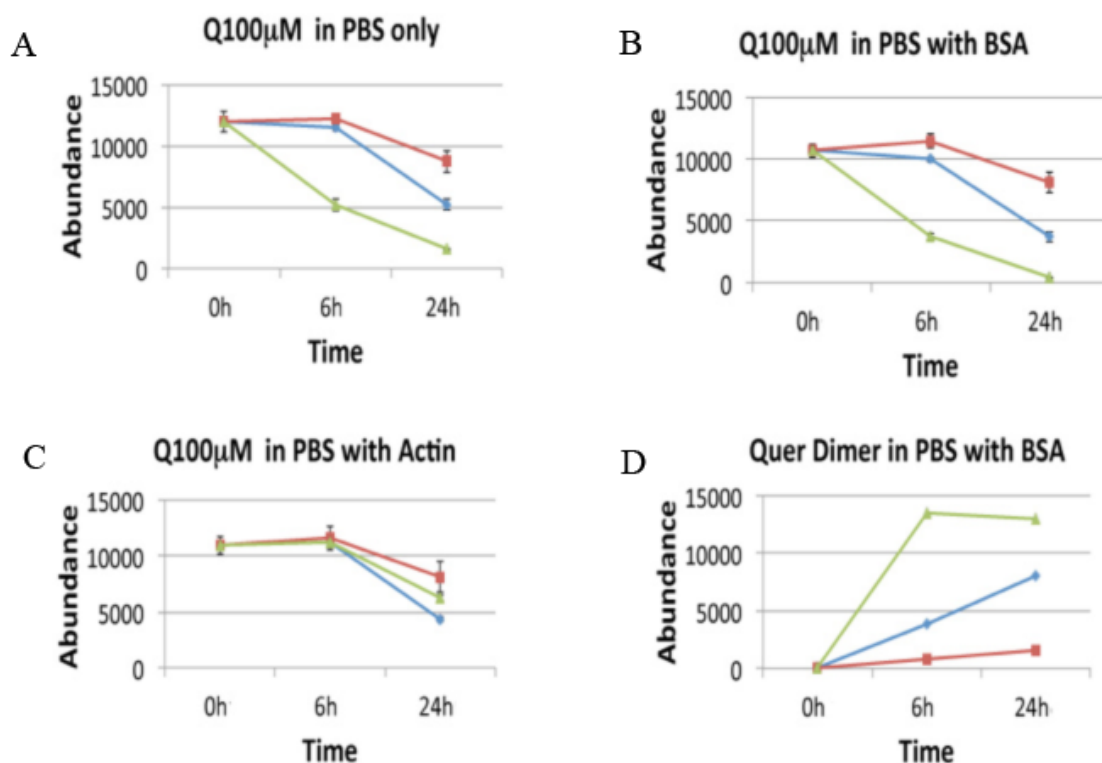 A
Q100μM in PBS only
Abundance
15000
10000
5000
0
0h 6h 24h
Time
B
Q100μM in PBS with BSA
Abundance
15000
10000
5000
0
0h 6h 24h
Time
C
Q100μM in PBS with Actin
Abundance
15000
10000
5000
0
0h 6h 24h
Time
D
Quer Dimer in PBS with BSA
Abundance
15000
10000
5000
0
0h 6h 24h
Time